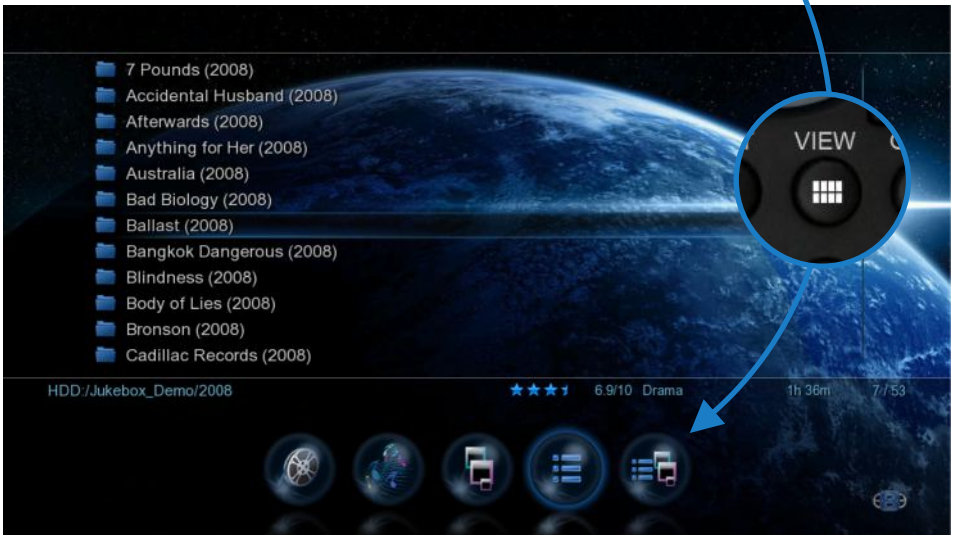 7 Pounds (2008)
Accidental Husband (2008)
Afterwards (2008)
Anything for Her (2008)
Australia (2008)
Bad Biology (2008)
Ballast (2008)
Bangkok Dangerous (2008)
Blindness (2008)
Body of Lies (2008)
Bronson (2008)
Cadillac Records (2008)
VIEW
HDD:/Jukebox_Demo/2008 6.9/10 Drama 1h 36m 7 / 53